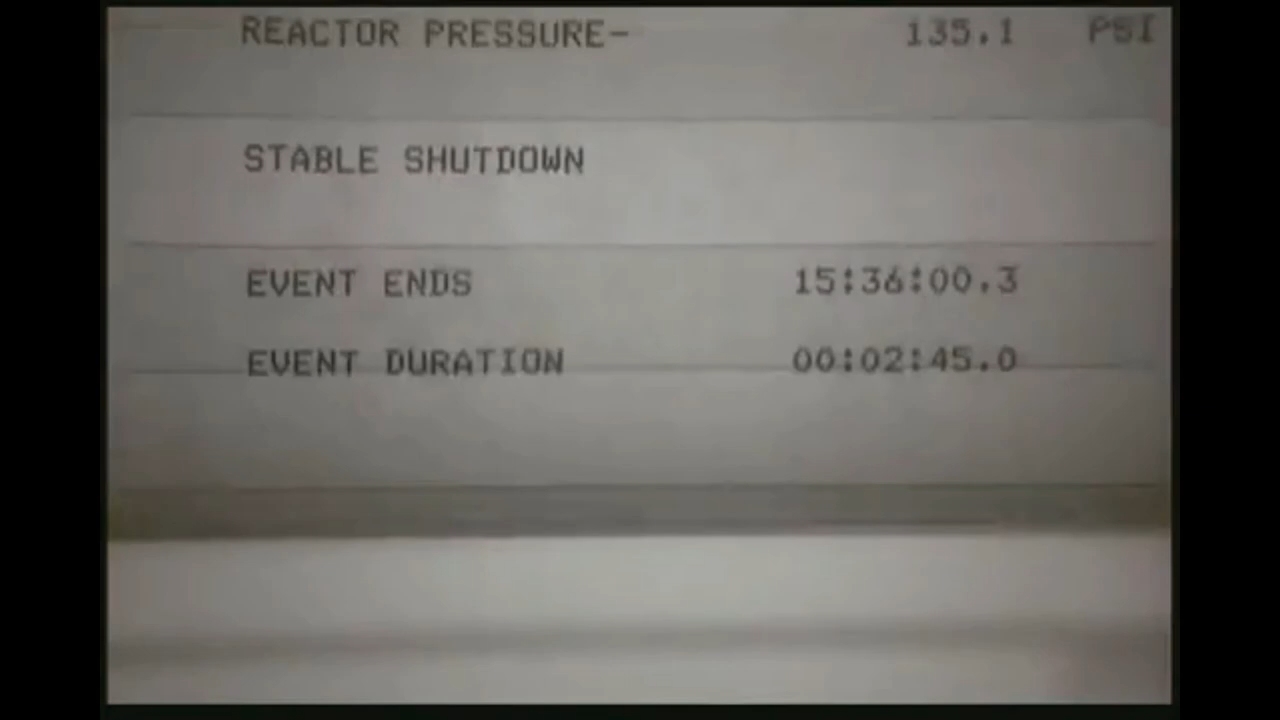 REACTOR PRESSURE- 135.1 PSI
STABLE SHUTDOWN
EVENT ENDS 15:36:00.3
EVENT DURATION 00:02:45.0